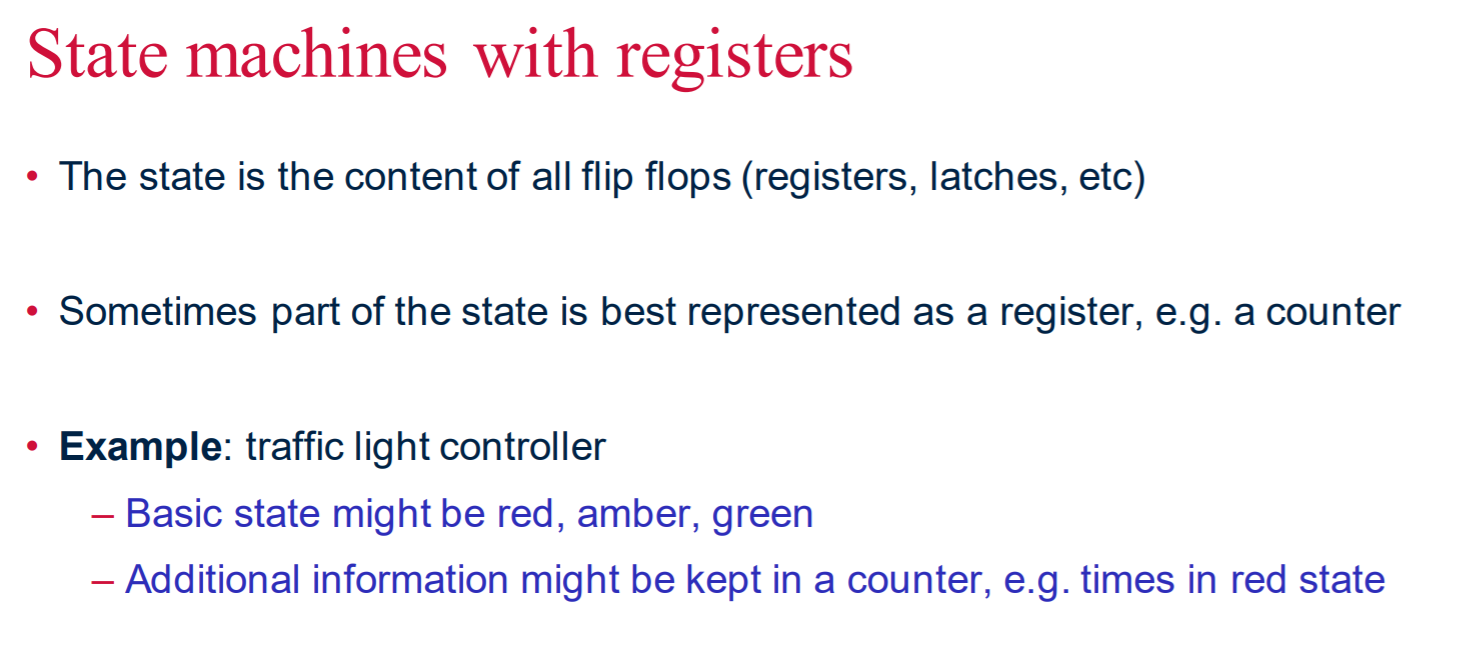 State machines with registers
• The state is the content of all flip flops (registers, latches, etc)
• Sometimes part of the state is best represented as a register, e.g. a counter
• Example: traffic light controller
– Basic state might be red, amber, green
– Additional information might be kept in a counter, e.g. times in red state